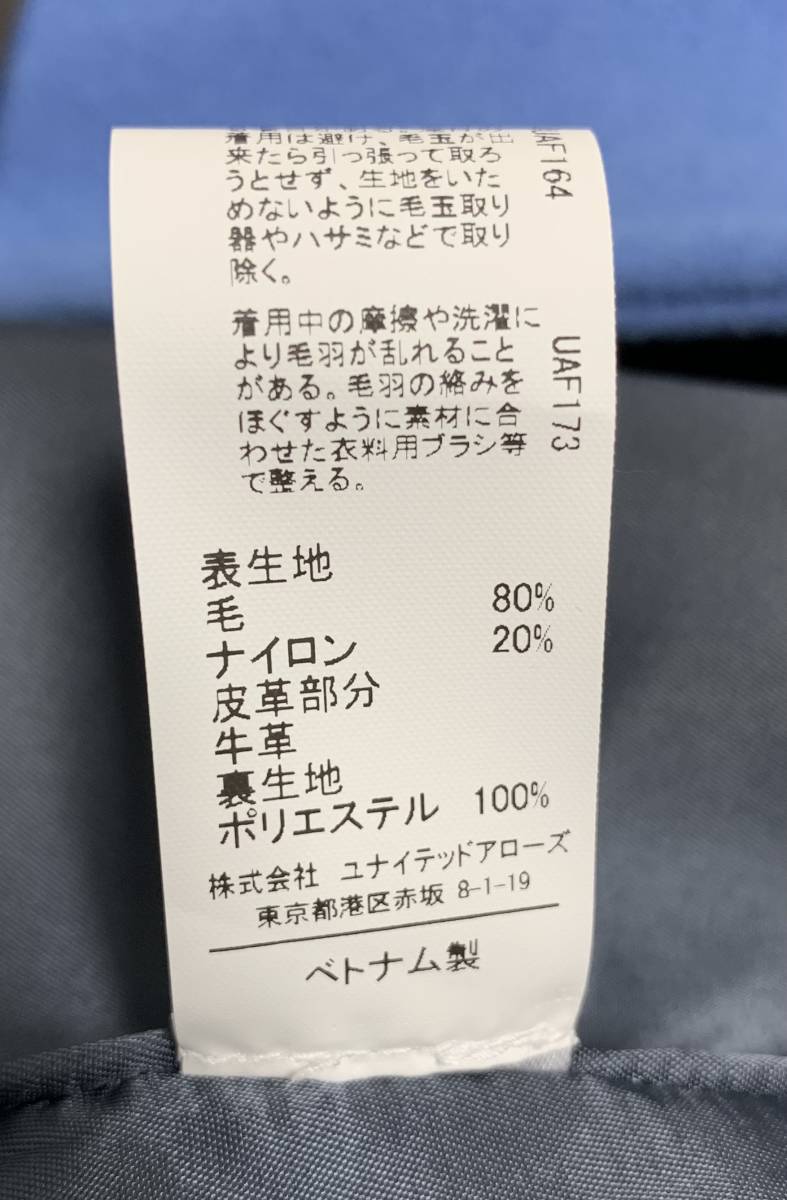 着用は避け、毛玉が出
来たら引っ張って取ろ
うとせず、生地をいた
めないように毛玉取り
器やハサミなどで取り
除く。
UAF164
着用中の摩擦や洗濯に
より毛羽が乱れること
がある。毛羽の絡みを
ほぐすように素材に合
わせた衣料用ブラシ等
で整える。
UAF173
表生地
毛 80%
ナイロン 20%
皮革部分
牛革
裏生地
ポリエステル 100%
株式会社 ユナイテッドアローズ
東京都港区赤坂 8-1-19
ベトナム製